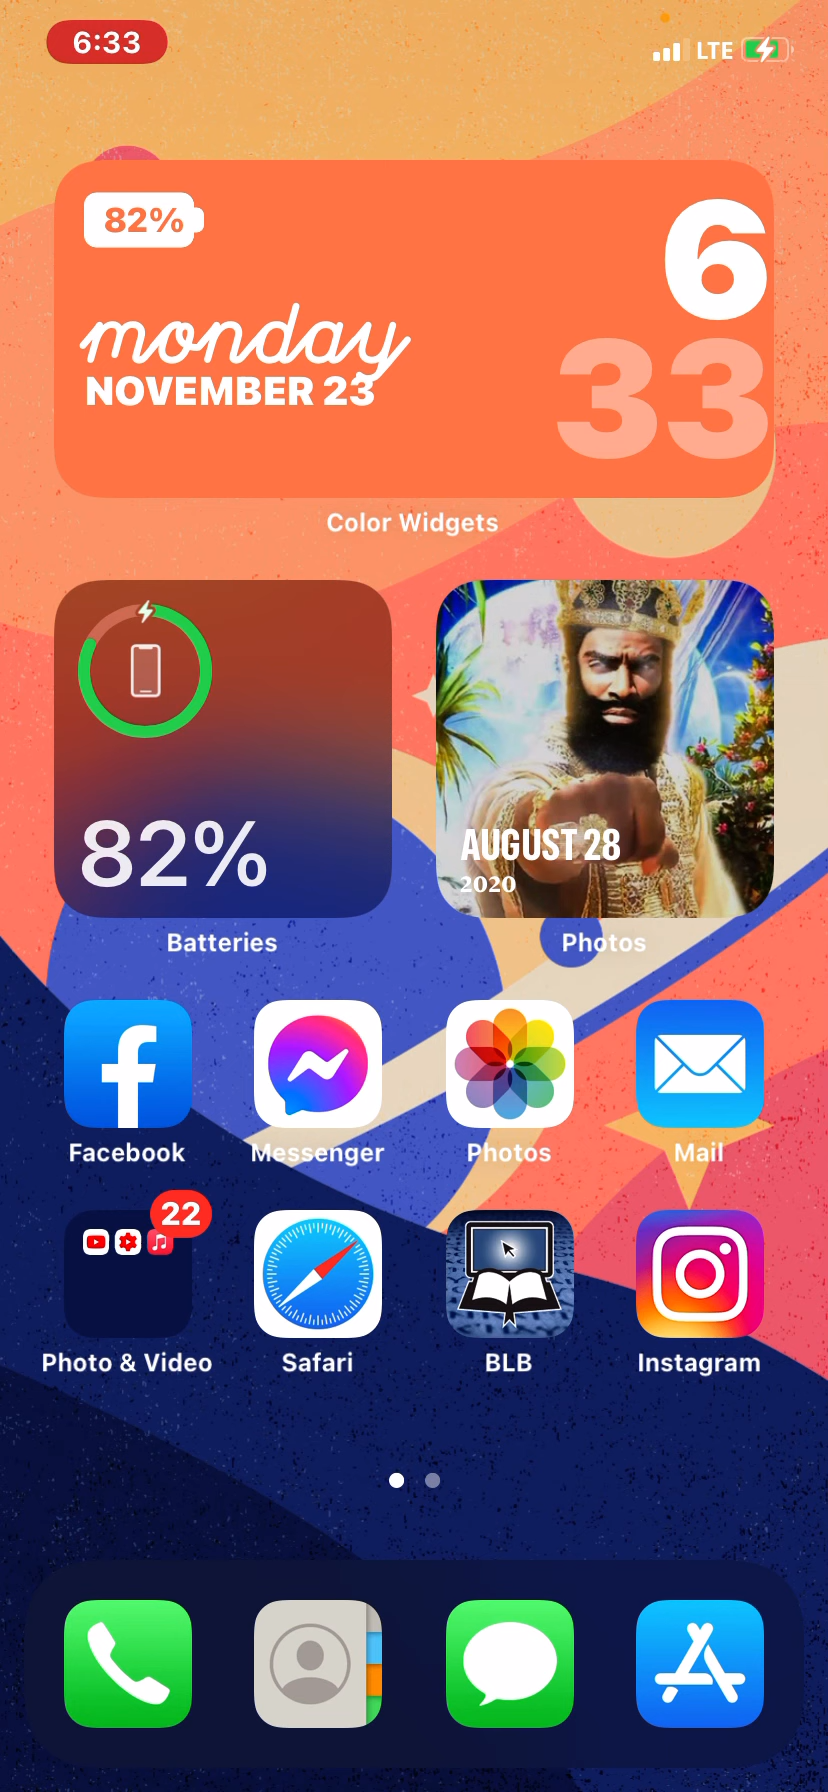 6:33
LTE
82%
6
33
monday
NOVEMBER 23
Color Widgets
82%
AUGUST 28
2020
Batteries
Photos
Facebook
Messenger
Photos
Mail
22
Photo & Video
Safari
BLB
Instagram